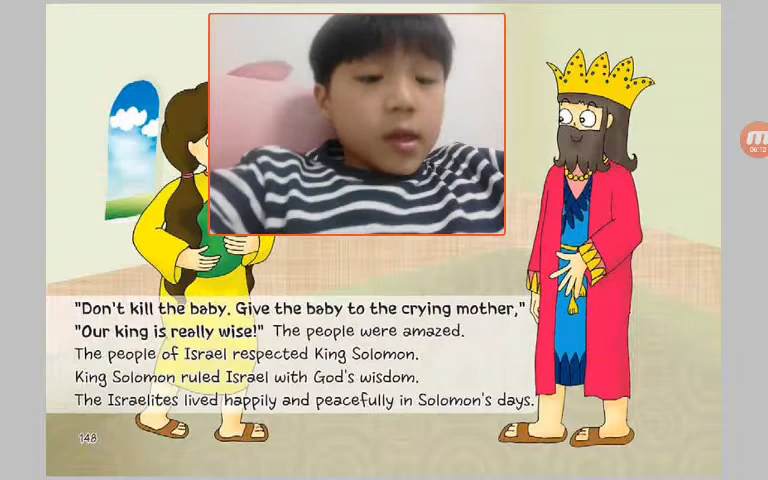 "Don't kill the baby. Give the baby to the crying mother,"
"Our king is really wise!" The people were amazed.
The people of Israel respected King Solomon.
King Solomon ruled Israel with God's wisdom.
The Israelites lived happily and peacefully in Solomon's days.
148
06:12